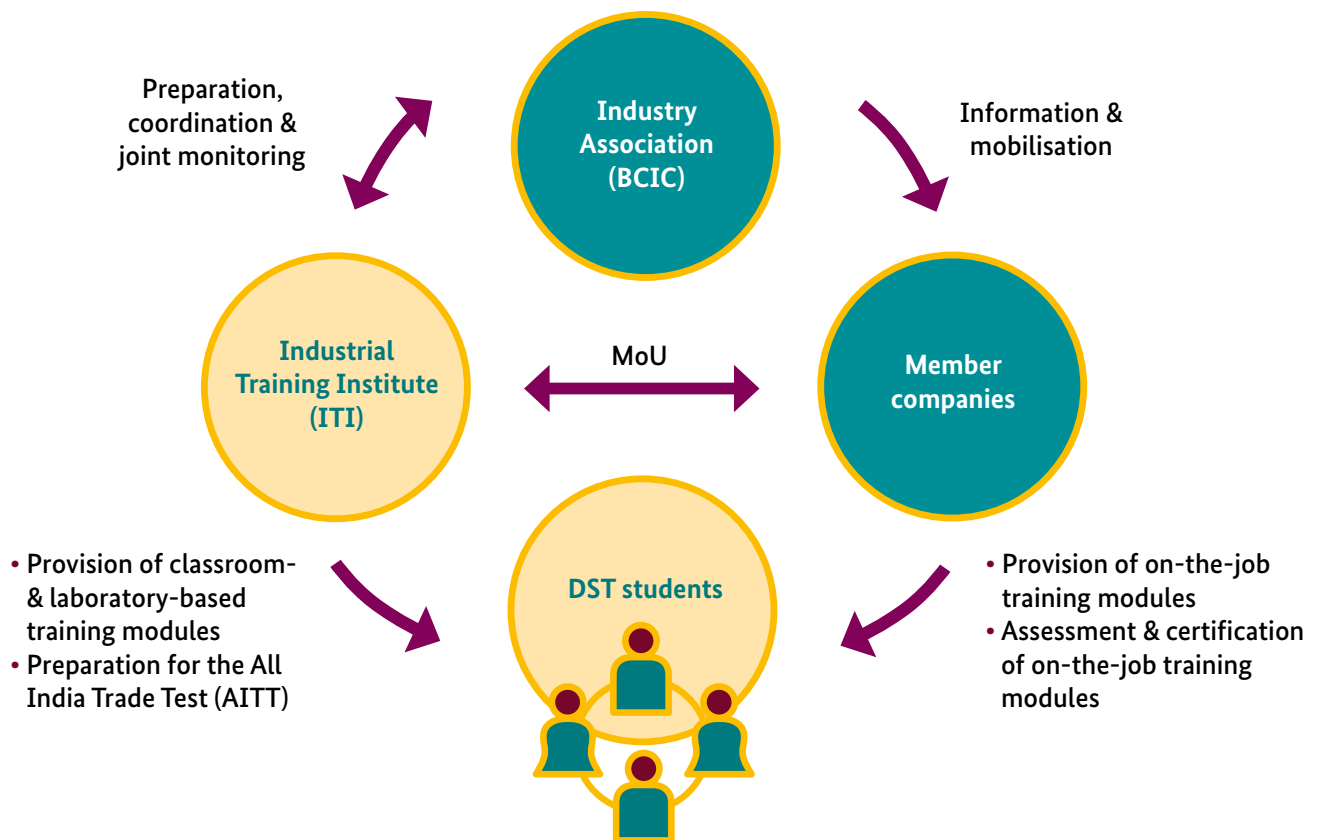 Preparation,
coordination &
joint monitoring
Industry
Association
(BCIC)
Information &
mobilisation
Industrial
Training Institute
(ITI)
MoU
Member
companies
• Provision of classroom-
& laboratory-based
training modules
• Preparation for the All
India Trade Test (AITT)
DST students
• Provision of on-the-job
training modules
• Assessment & certification
of on-the-job training
modules